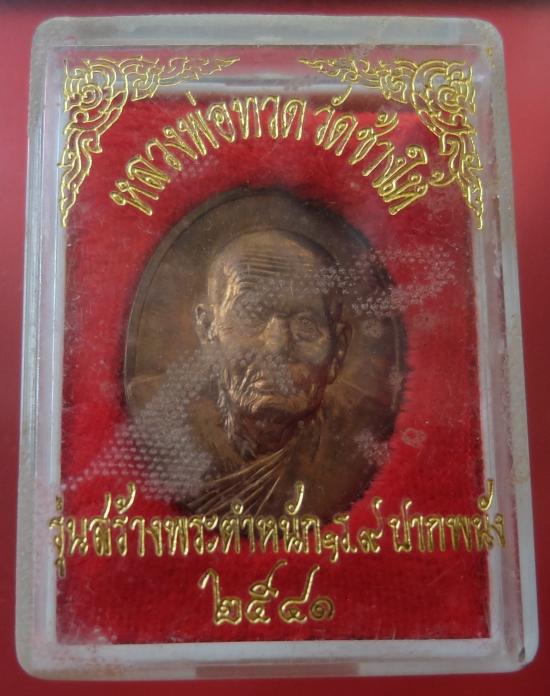 หลวงพ่อทวด วัดช้างให้
รุ่นสร้างพระตำหนักฯร.๙ ปากพนัง
๒๕๔๑